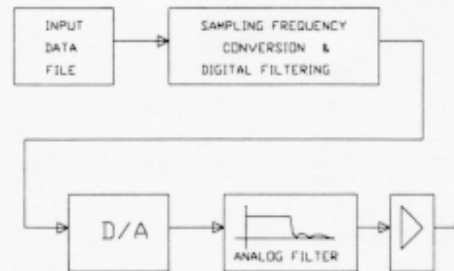 INPUT
DATA
FILE
SAMPLING FREQUENCY
CONVERSION &
DIGITAL FILTERING
D/A
ANALOG FILTER